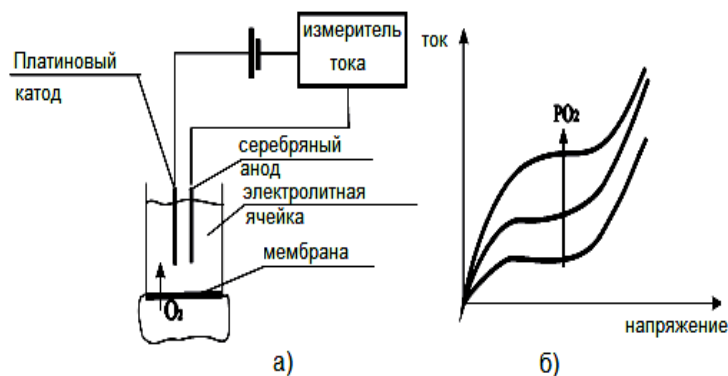 Платиновый
катод
измеритель
тока
серебряный
анод
электролитная
ячейка
мембрана
O₂
а)
ток
PO₂
напряжение
б)